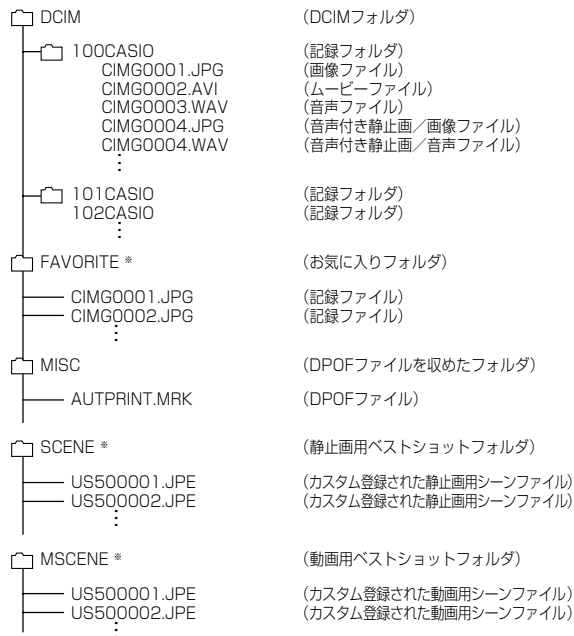 DCIM （DCIMフォルダ）
100CASIO （記録フォルダ）
CIMG0001.JPG （画像ファイル）
CIMG0002.AVI （ムービーファイル）
CIMG0003.WAV （音声ファイル）
CIMG0004.JPG （音声付き静止画／画像ファイル）
CIMG0004.WAV （音声付き静止画／音声ファイル）
101CASIO （記録フォルダ）
102CASIO （記録フォルダ）
FAVORITE ※ （お気に入りフォルダ）
CIMG0001.JPG （記録ファイル）
CIMG0002.JPG （記録ファイル）
MISC （DPOFファイルを収めたフォルダ）
AUTPRINT.MRK （DPOFファイル）
SCENE ※ （静止画用ベストショットフォルダ）
US500001.JPE （カスタム登録された静止画用シーンファイル）
US500002.JPE （カスタム登録された静止画用シーンファイル）
MSCENE ※ （動画用ベストショットフォルダ）
US500001.JPE （カスタム登録された動画用シーンファイル）
US500002.JPE （カスタム登録された動画用シーンファイル）